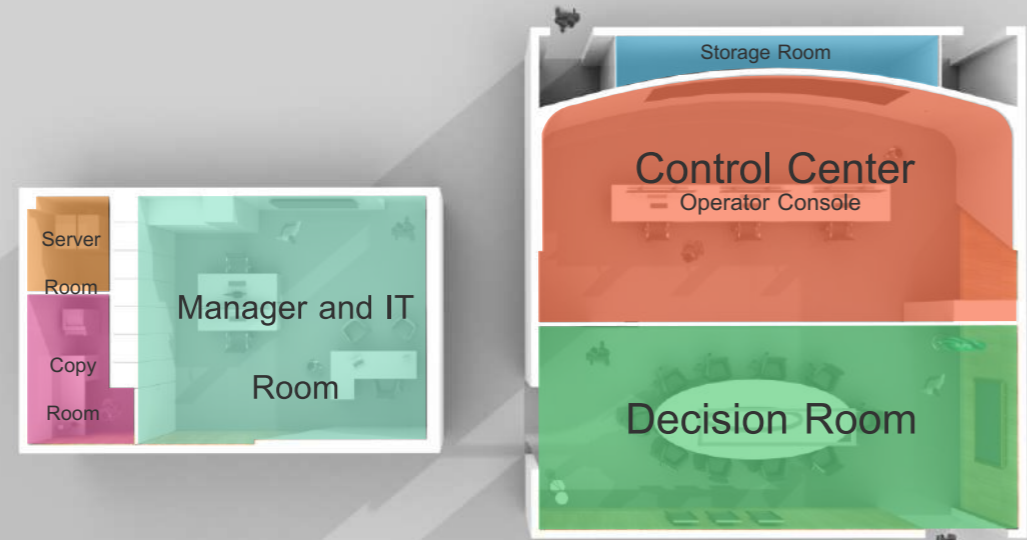 Storage Room
Control Center
Operator Console
Server
Room
Manager and IT
Room
Copy
Room
Decision Room